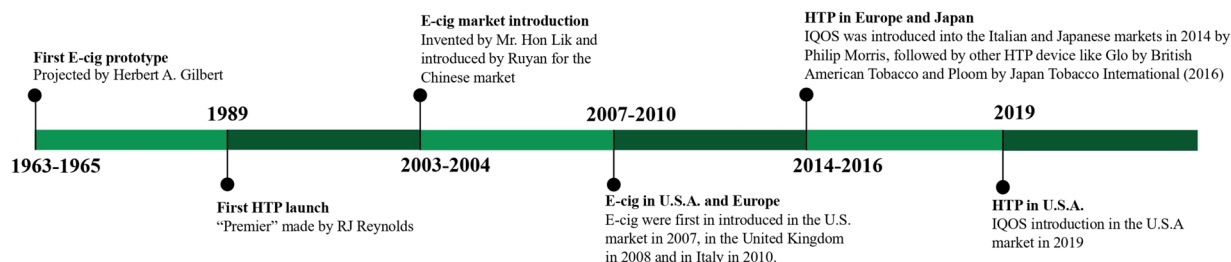 First E-cig prototype
Projected by Herbert A. Gilbert
1963-1965
1989
First HTP launch
“Premier” made by RJ Reynolds
E-cig market introduction
Invented by Mr. Hon Lik and
introduced by Ruyan for the
Chinese market
2003-2004
2007-2010
E-cig in U.S.A. and Europe
E-cig were first in introduced in the U.S.
market in 2007, in the United Kingdom
in 2008 and in Italy in 2010.
HTP in Europe and Japan
IQOS was introduced into the Italian and Japanese markets in 2014 by
Philip Morris, followed by other HTP device like Glo by British
American Tobacco and Ploom by Japan Tobacco International (2016)
2014-2016
2019
HTP in U.S.A.
IQOS introduction in the U.S.A
market in 2019